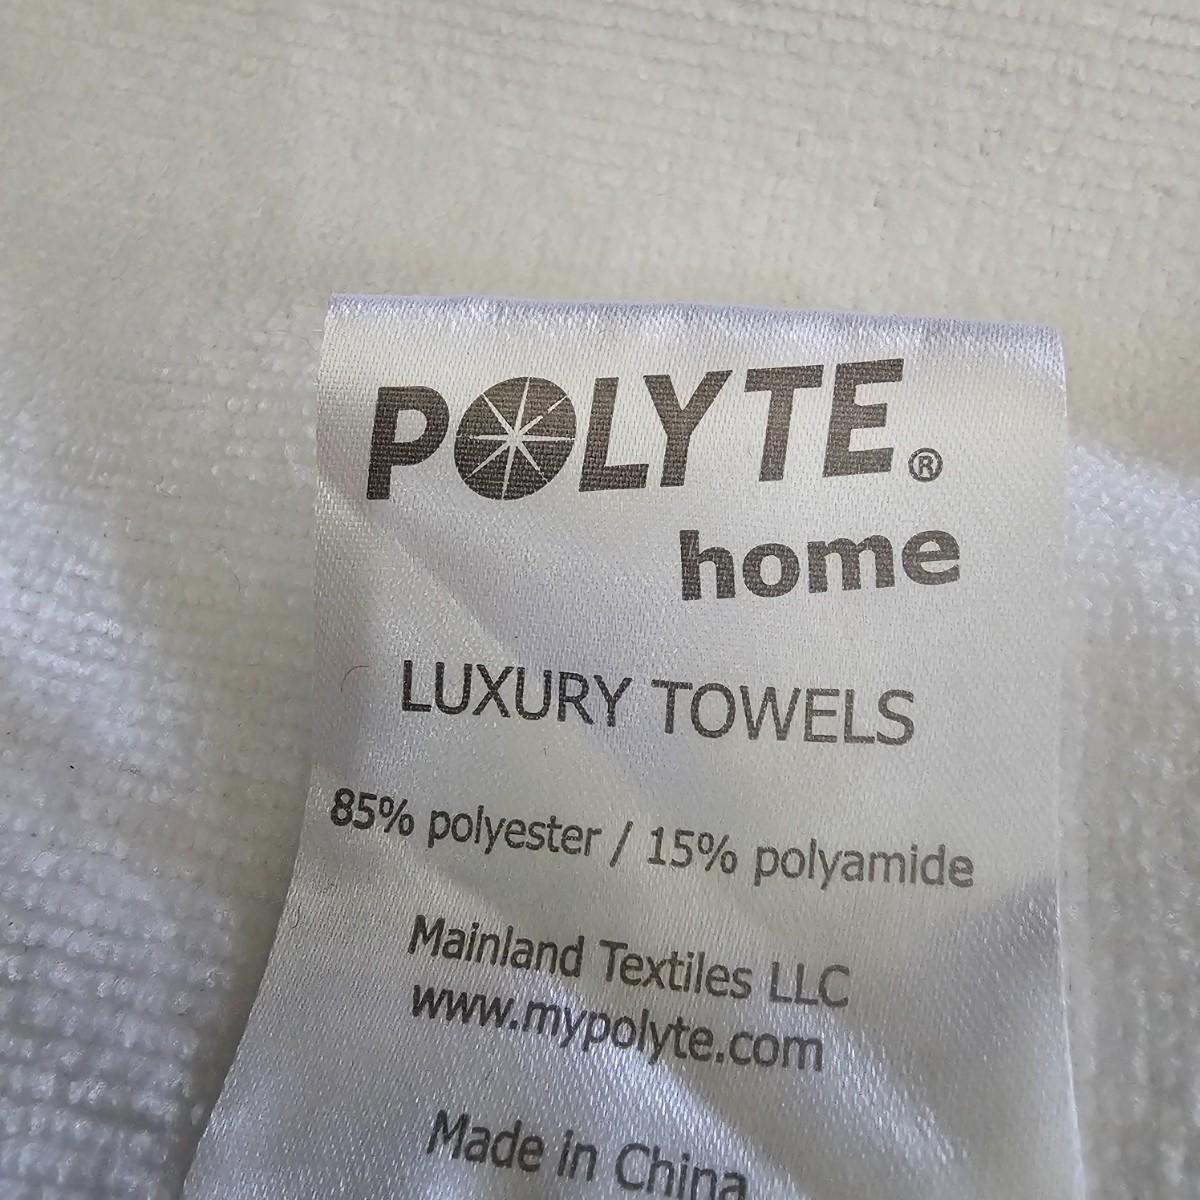 POLYTE®
home
LUXURY TOWELS
85% polyester / 15% polyamide
Mainland Textiles LLC
www.mypolyte.com
Made in China